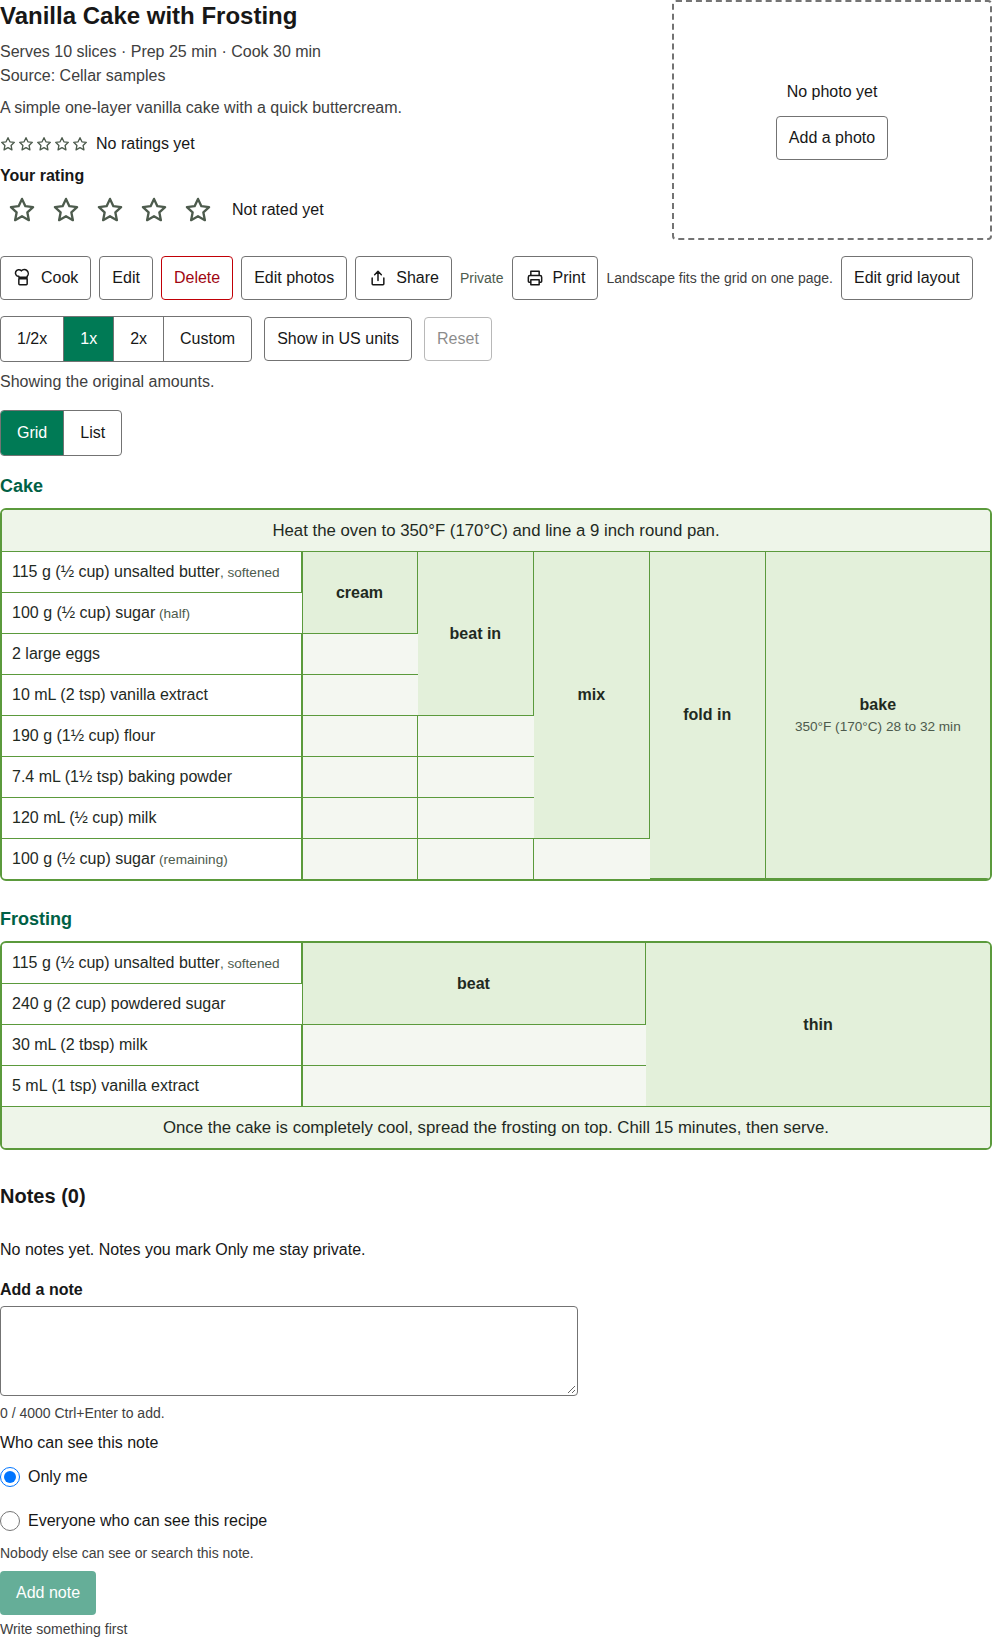 Vanilla Cake with Frosting
Serves 10 slices · Prep 25 min · Cook 30 min
Source: Cellar samples
A simple one-layer vanilla cake with a quick buttercream.
No ratings yet
Your rating
Not rated yet
No photo yet
Add a photo
Cook Edit Delete Edit photos Share Private Print Landscape fits the grid on one page. Edit grid layout
1/2x 1x 2x Custom Show in US units Reset
Showing the original amounts.
Grid List
Cake
Heat the oven to 350°F (170°C) and line a 9 inch round pan.
115 g (½ cup) unsalted butter, softened
100 g (½ cup) sugar (half)
2 large eggs
10 mL (2 tsp) vanilla extract
190 g (1½ cup) flour
7.4 mL (1½ tsp) baking powder
120 mL (½ cup) milk
100 g (½ cup) sugar (remaining)
cream
beat in
mix
fold in
bake
350°F (170°C) 28 to 32 min
Frosting
115 g (½ cup) unsalted butter, softened
240 g (2 cup) powdered sugar
30 mL (2 tbsp) milk
5 mL (1 tsp) vanilla extract
beat
thin
Once the cake is completely cool, spread the frosting on top. Chill 15 minutes, then serve.
Notes (0)
No notes yet. Notes you mark Only me stay private.
Add a note
0 / 4000 Ctrl+Enter to add.
Who can see this note
Only me
Everyone who can see this recipe
Nobody else can see or search this note.
Add note
Write something first